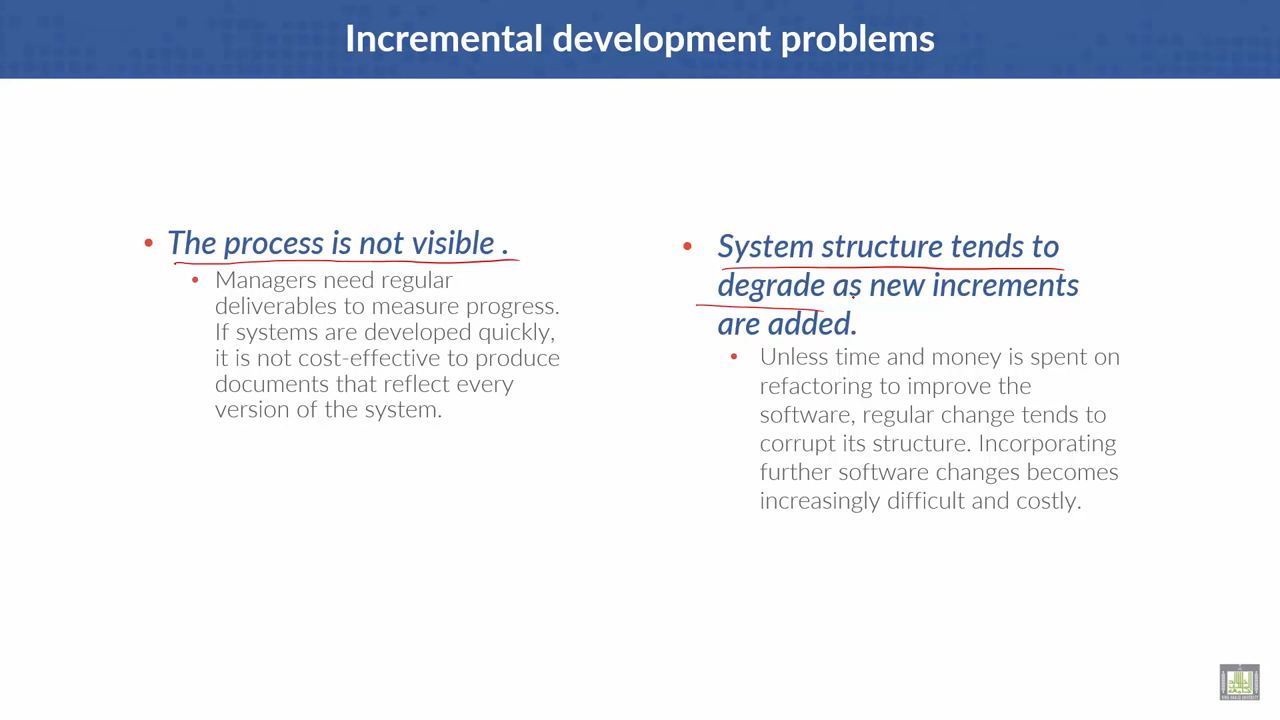 Incremental development problems
• The process is not visible .
• Managers need regular
deliverables to measure progress.
If systems are developed quickly,
it is not cost-effective to produce
documents that reflect every
version of the system.
• System structure tends to
degrade as new increments
are added.
• Unless time and money is spent on
refactoring to improve the
software, regular change tends to
corrupt its structure. Incorporating
further software changes becomes
increasingly difficult and costly.